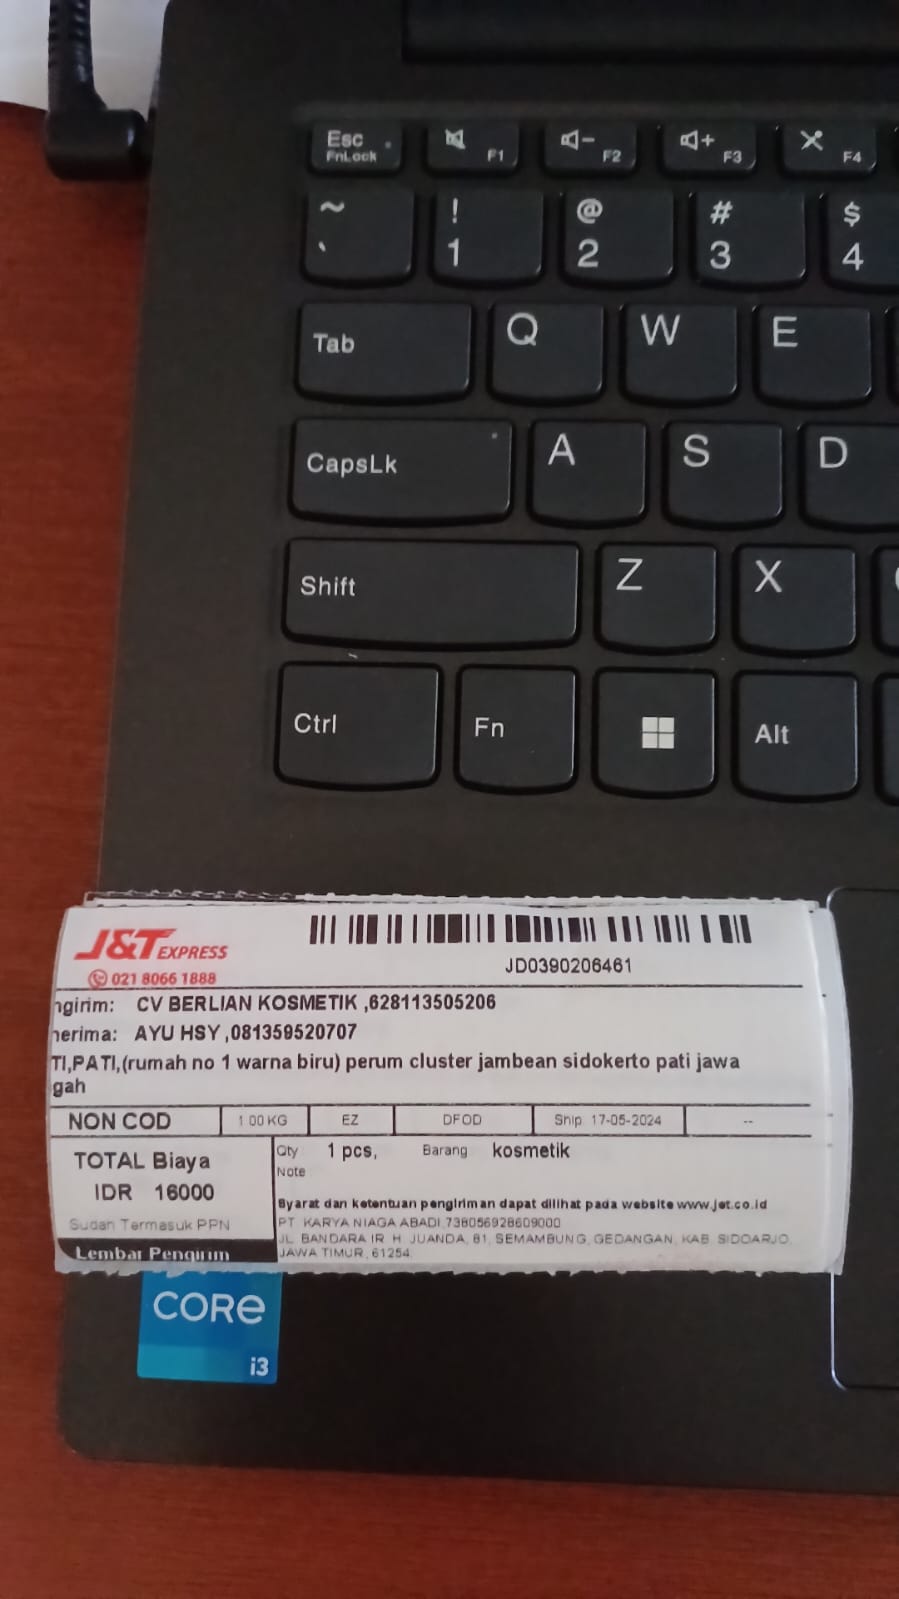 Esc
FnLock F1 F2 F3 F4
~ ! @ # $
` 1 2 3 4
Tab Q W E
CapsLk A S D
Shift Z X
Ctrl Fn Alt
J&T EXPRESS
021 8066 1888
JD0390206461
ngirim: CV BERLIAN KOSMETIK ,628113505206
nerima: AYU HSY ,081359520707
TI,PATI,(rumah no 1 warna biru) perum cluster jambean sidokerto pati jawa
gah
NON COD 1.00 KG EZ DFOD Ship. 17-05-2024 --
TOTAL Biaya
IDR 16000
Sudah Termasuk PPN
Lembar Pengirim
Qty 1 pcs, Barang kosmetik
Note
Syarat dan ketentuan pengiriman dapat dilihat pada website www.jet.co.id
PT. KARYA NIAGA ABADI,738056928609000
JL. BANDARA IR. H. JUANDA, 81, SEMAMBUNG, GEDANGAN, KAB. SIDOARJO,
JAWA TIMUR, 61254.
CORe
i3